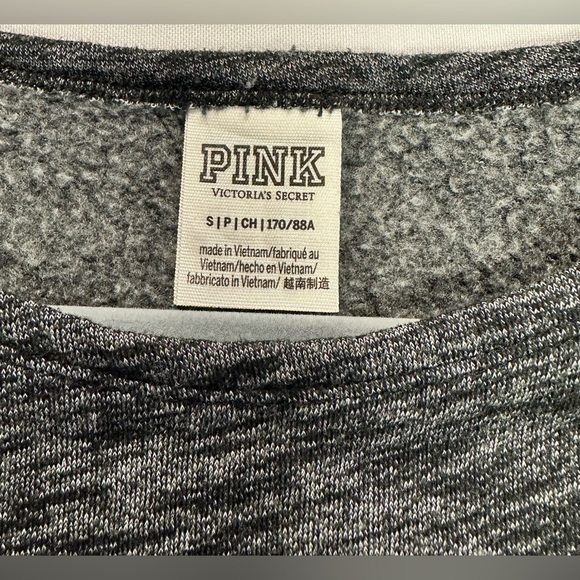 PINK
VICTORIA'S SECRET
S | P | CH | 170/88A
made in Vietnam/fabriqué au
Vietnam/hecho en Vietnam/
fabbricato in Vietnam/ 越南制造